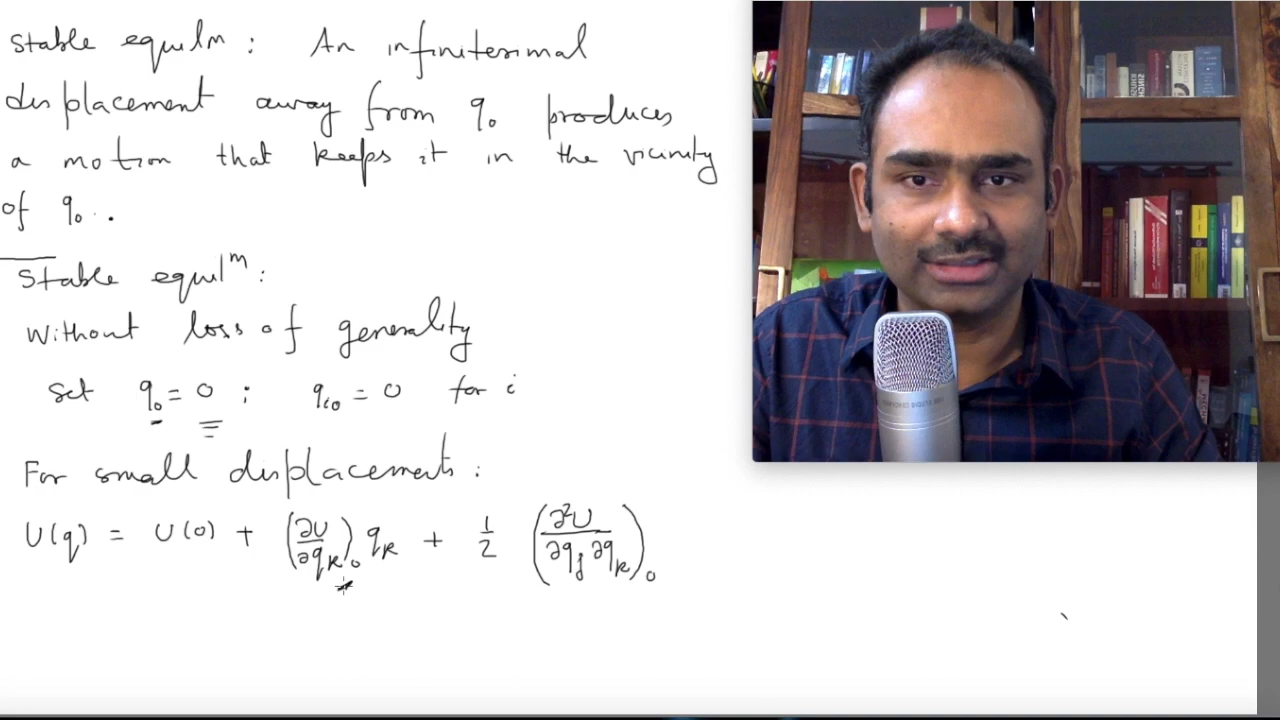 Stable equilm : An infinitesimal
displacement away from q₀ produces
a motion that keeps it in the vicinity
of q₀ .
Stable equilᵐ :
Without loss of generality
Set q₀ = 0 ; qᵢ₀ = 0 for i
For small displacements :
U(q) = U(0) + (∂U/∂qₖ)₀ qₖ + 1/2 (∂²U/∂qⱼ∂qₖ)₀